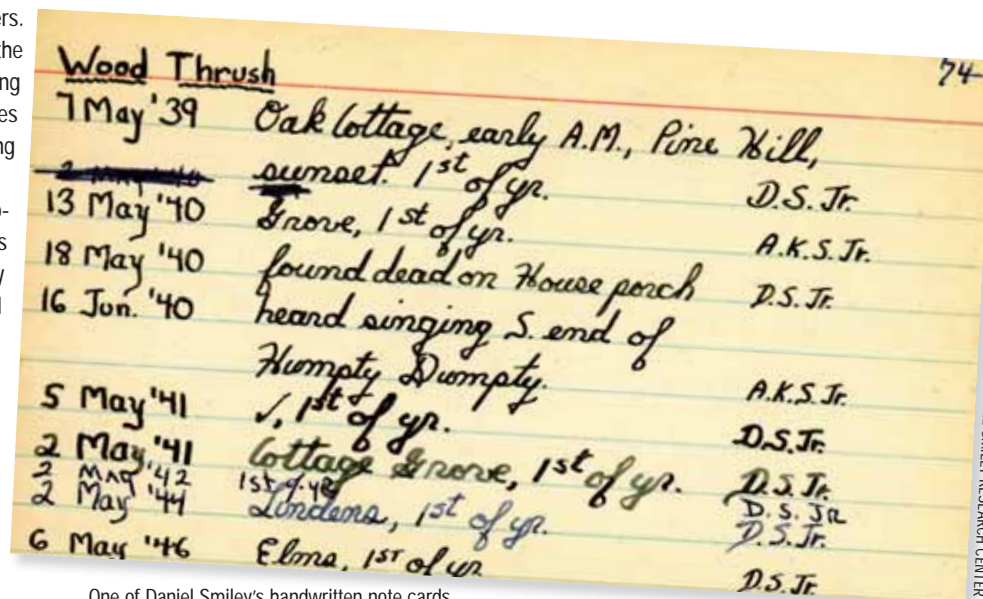 ers.
the
ing
es
ng
s
y
Wood Thrush 74
7 May '39 Oak Cottage, early A.M., Pine Hill,
sunset. 1st of yr. D.S. Jr.
13 May '40 Grove, 1st of yr. A.K.S. Jr.
18 May '40 found dead on House porch D.S. Jr.
16 Jun. '40 heard singing S. end of
Humpty Dumpty. A.K.S. Jr.
5 May '41 ✓, 1st of yr. D.S. Jr.
2 May '41 Cottage Grove, 1st of yr. D.S. Jr.
2 May '42 1st of yr D.S. JR
2 May '44 Lindens, 1st of yr. D.S. Jr.
6 May '46 Elms, 1st of yr D.S. Jr.
One of Daniel Smiley's handwritten note cards
SMILEY RESEARCH CENTER